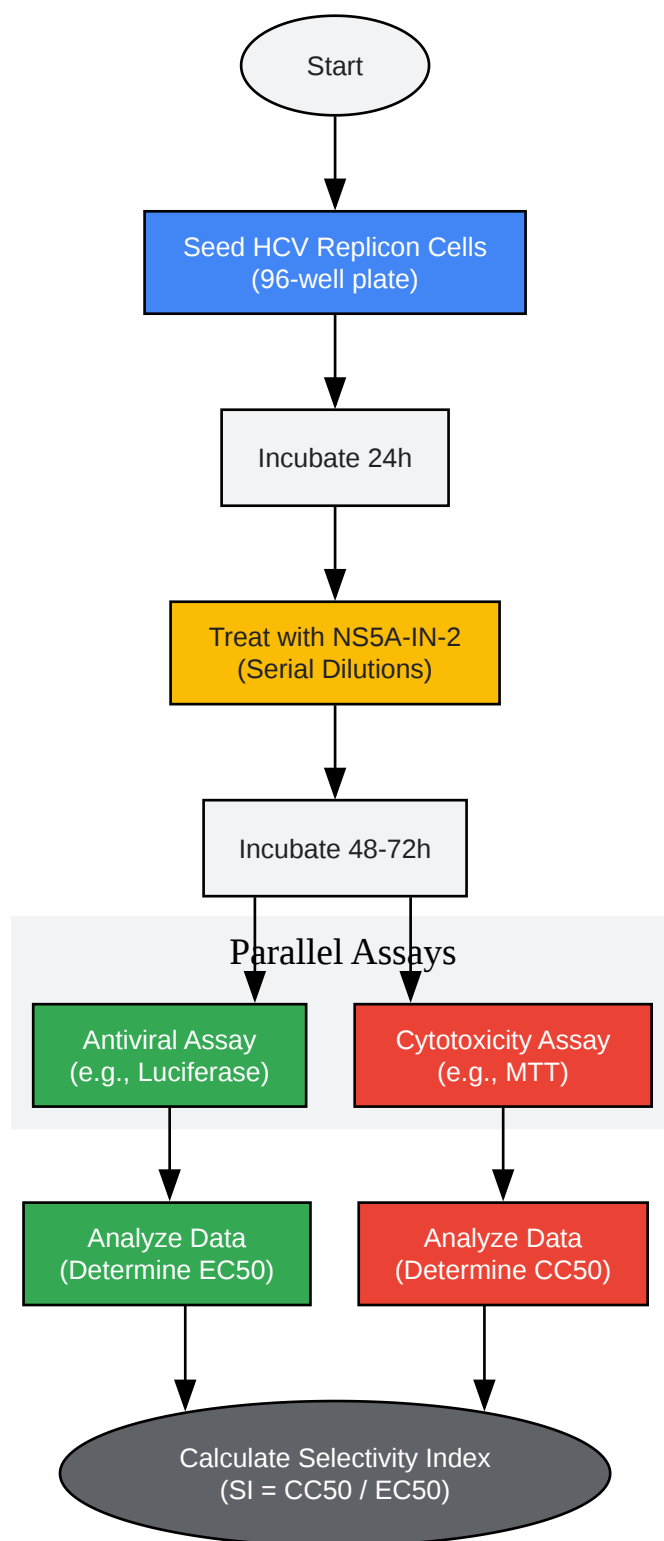 Start
Seed HCV Replicon Cells
(96-well plate)
Incubate 24h
Treat with NS5A-IN-2
(Serial Dilutions)
Incubate 48-72h
Parallel Assays
Antiviral Assay
(e.g., Luciferase)
Cytotoxicity Assay
(e.g., MTT)
Analyze Data
(Determine EC50)
Analyze Data
(Determine CC50)
Calculate Selectivity Index
(SI = CC50 / EC50)